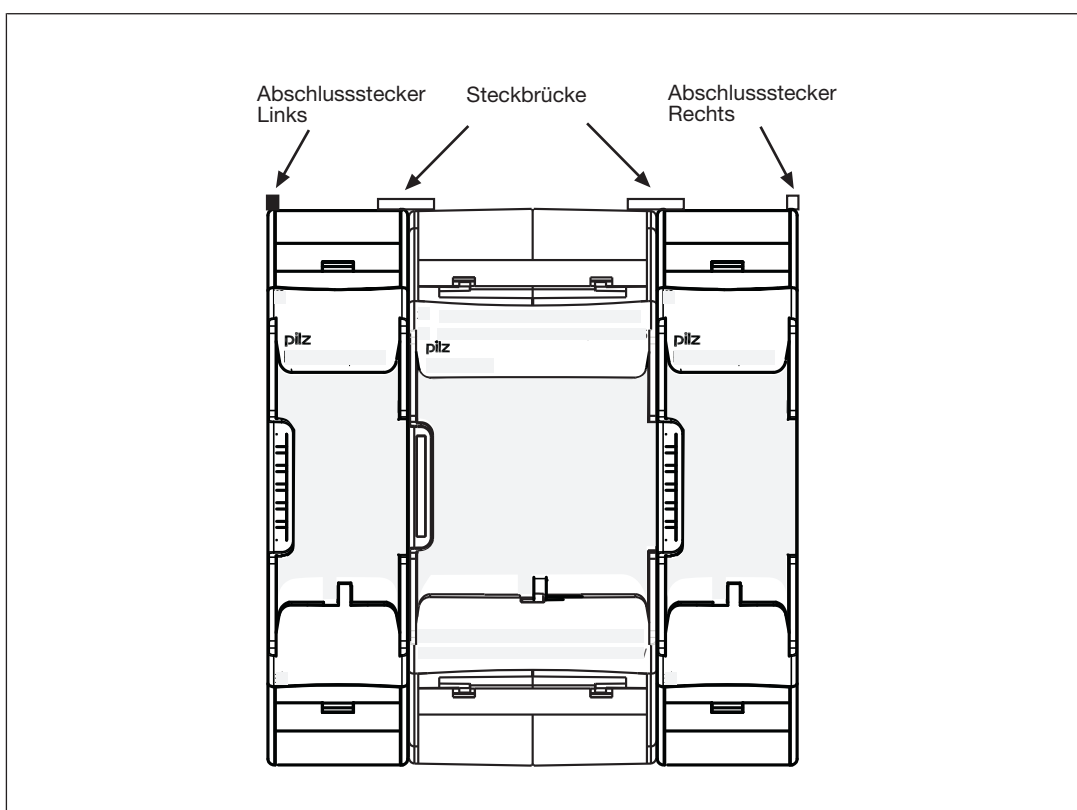 Abschlussstecker
Links
Steckbrücke
Abschlussstecker
Rechts
pilz
pilz
pilz